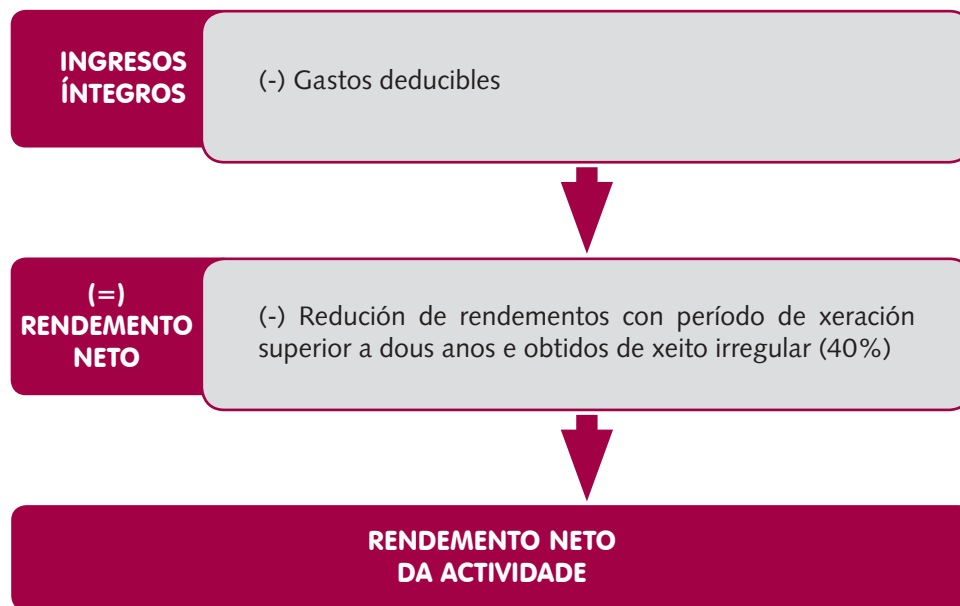 INGRESOS
ÍNTEGROS
(-) Gastos deducibles
(=)
RENDEMENTO
NETO
(-) Redución de rendementos con período de xeración
superior a dous anos e obtidos de xeito irregular (40%)
RENDEMENTO NETO
DA ACTIVIDADE